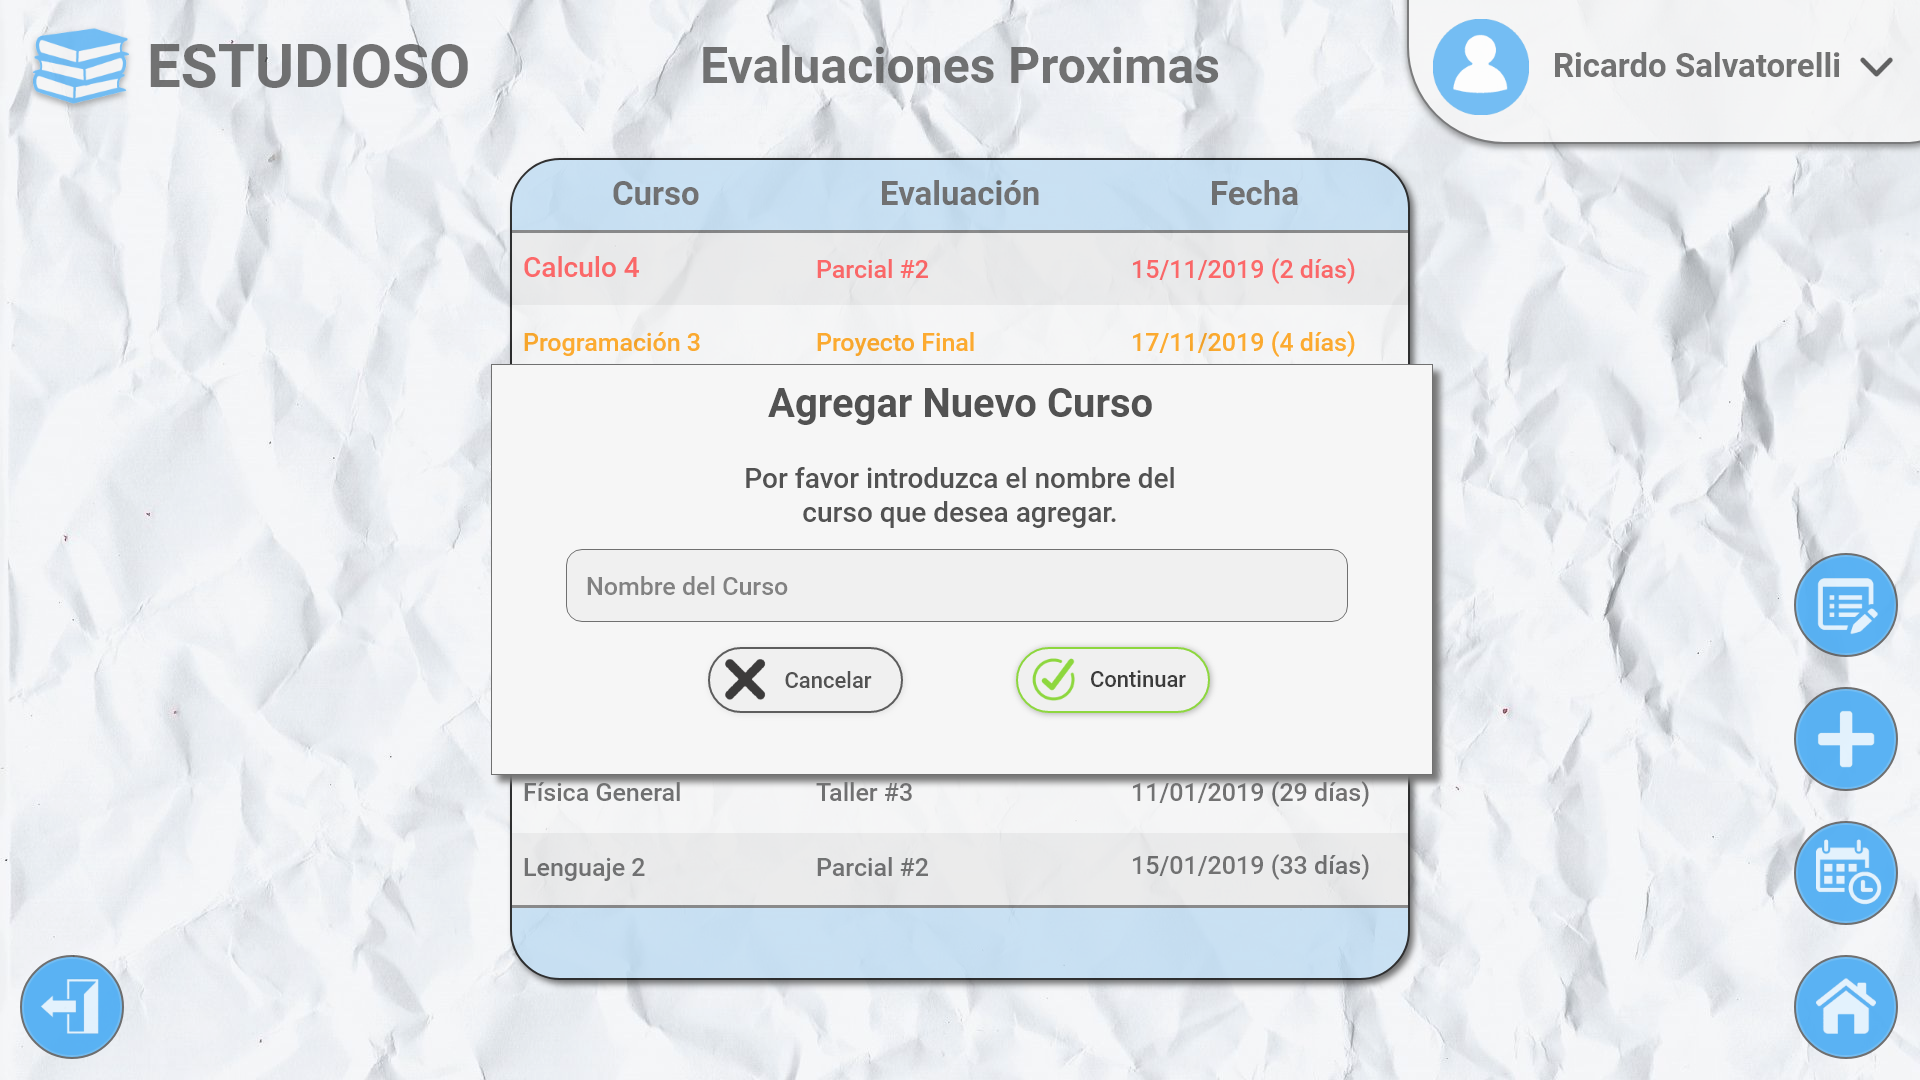 ESTUDIOSO
Evaluaciones Proximas
Ricardo Salvatorelli
Curso Evaluación Fecha
Calculo 4 Parcial #2 15/11/2019 (2 días)
Programación 3 Proyecto Final 17/11/2019 (4 días)
Agregar Nuevo Curso
Por favor introduzca el nombre del
curso que desea agregar.
Nombre del Curso
Cancelar Continuar
Física General Taller #3 11/01/2019 (29 días)
Lenguaje 2 Parcial #2 15/01/2019 (33 días)